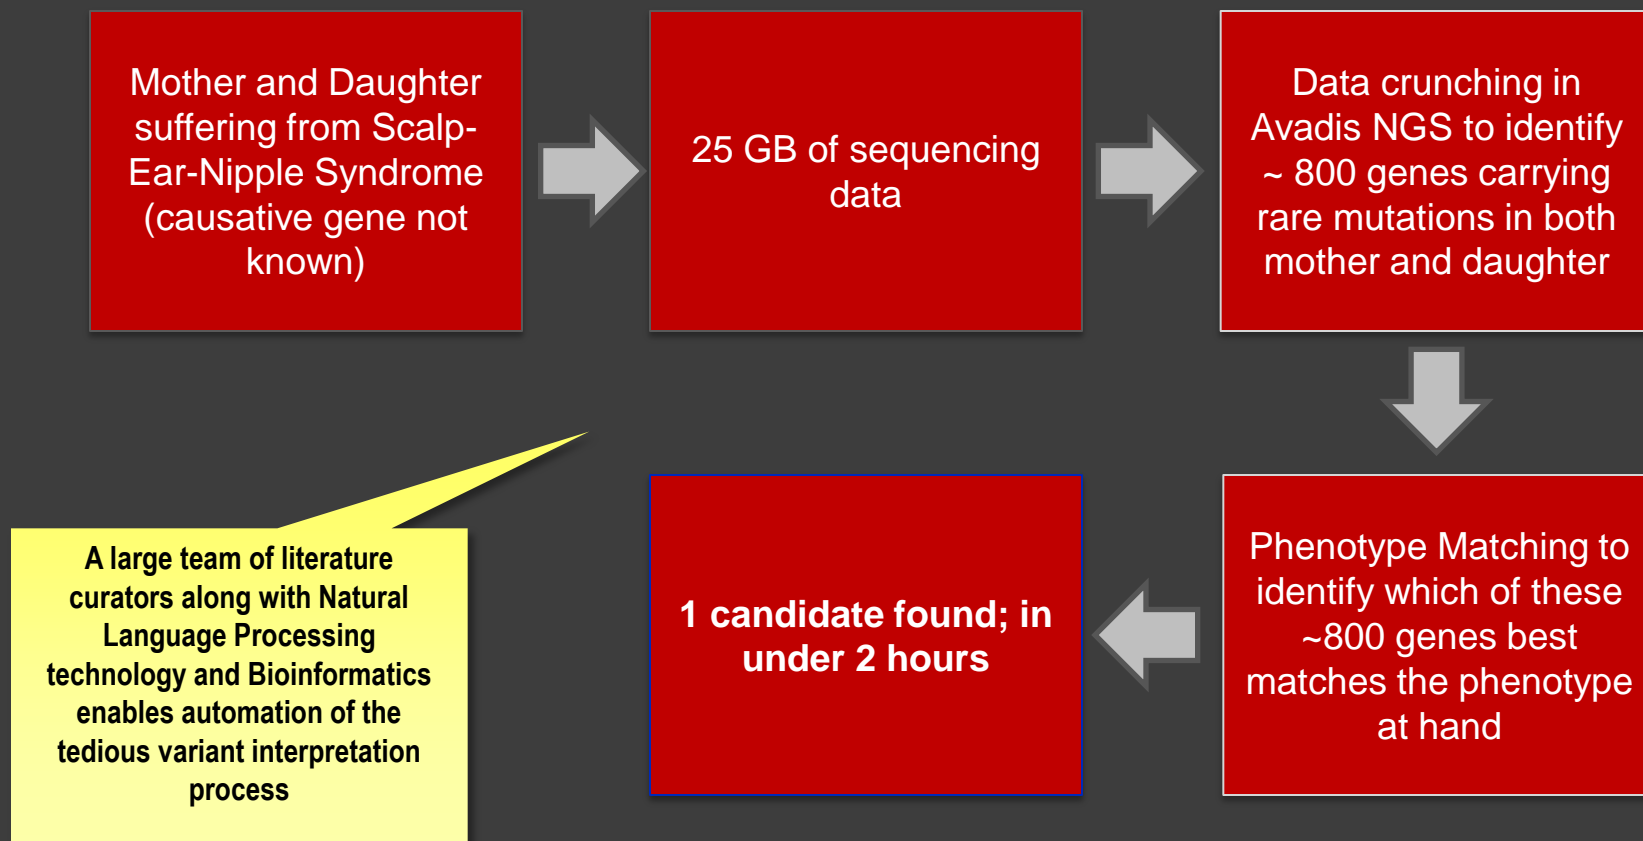 Mother and Daughter
suffering from Scalp-
Ear-Nipple Syndrome
(causative gene not
known)
25 GB of sequencing
data
Data crunching in
Avadis NGS to identify
~ 800 genes carrying
rare mutations in both
mother and daughter
Phenotype Matching to
identify which of these
~800 genes best
matches the phenotype
at hand
1 candidate found; in
under 2 hours
A large team of literature
curators along with Natural
Language Processing
technology and Bioinformatics
enables automation of the
tedious variant interpretation
process